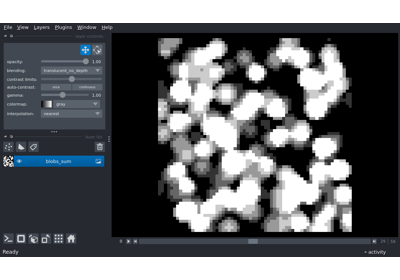 File View Layers Plugins Window Help
opacity: 1.00
blending: translucent_no_depth
contrast limits:
auto-contrast: once continuous
gamma: 1.00
colormap: gray
interpolation: nearest
blobs_sum
Ready activity